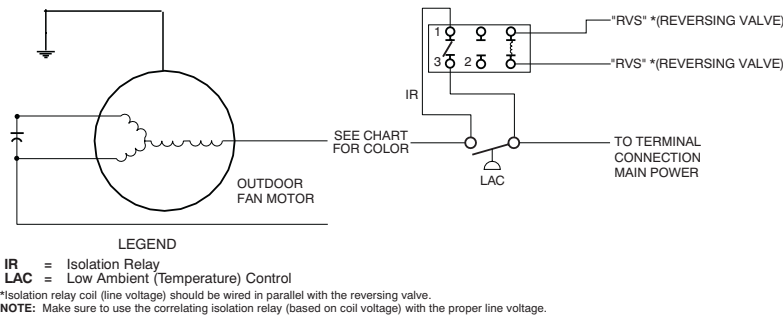 "RVS" *(REVERSING VALVE)
1
3 2
"RVS" *(REVERSING VALVE)
IR
SEE CHART
FOR COLOR
TO TERMINAL
CONNECTION
MAIN POWER
LAC
OUTDOOR
FAN MOTOR
LEGEND
IR = Isolation Relay
LAC = Low Ambient (Temperature) Control
*Isolation relay coil (line voltage) should be wired in parallel with the reversing valve.
NOTE: Make sure to use the correlating isolation relay (based on coil voltage) with the proper line voltage.